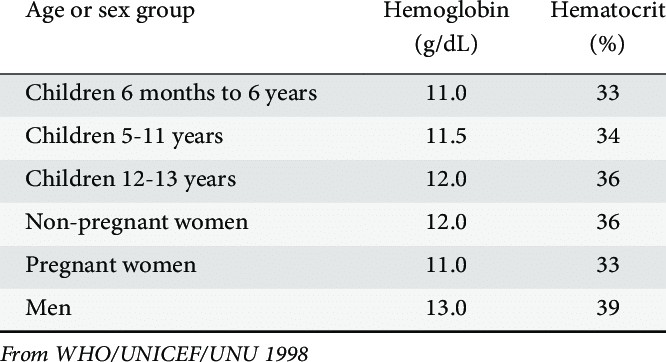 Age or sex group Hemoglobin Hematocrit
(g/dL) (%)
Children 6 months to 6 years 11.0 33
Children 5-11 years 11.5 34
Children 12-13 years 12.0 36
Non-pregnant women 12.0 36
Pregnant women 11.0 33
Men 13.0 39
From WHO/UNICEF/UNU 1998